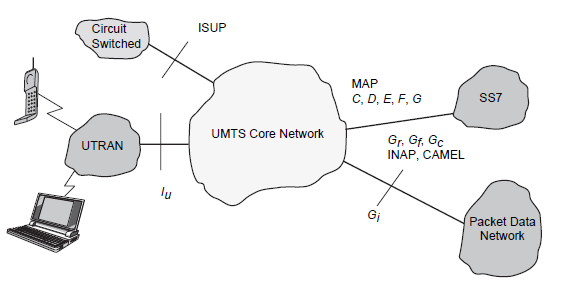 Circuit
Switched
ISUP
MAP
C, D, E, F, G
SS7
UMTS Core Network
UTRAN
Gr, Gf, Gc
INAP, CAMEL
Iu
Gi
Packet Data
Network